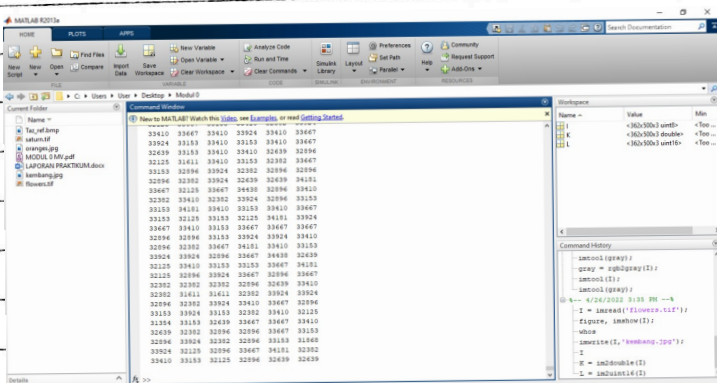 MATLAB R2013a
HOME PLOTS APPS
Search Documentation
New Script
New
Open
Find Files
Compare
Import Data
Save Workspace
New Variable
Open Variable
Clear Workspace
Analyze Code
Run and Time
Clear Commands
Simulink Library
Layout
Preferences
Set Path
Parallel
Help
Community
Request Support
Add-Ons
FILE VARIABLE CODE SIMULINK ENVIRONMENT RESOURCES
C: Users User Desktop Modul 0
Current Folder
Name
Taz_ref.bmp
saturn.tif
oranges.jpg
MODUL 0 MV.pdf
LAPORAN PRAKTIKUM.docx
kembang.jpg
flowers.tif
Details
Command Window
New to MATLAB? Watch this Video, see Examples, or read Getting Started.
33410 33667 33410 33924 33410 33667
33924 33153 33410 33153 33410 33667
32639 33153 33410 33410 32639 32896
32125 31611 33410 33153 32382 33667
33153 32896 33924 32382 32896 32896
32896 32382 33924 32639 32639 34181
33667 32125 33667 34438 32896 33410
32382 33410 32382 33924 32896 33153
33153 34181 33410 33153 33410 33924
33153 32125 33153 32125 34181 33924
33667 33410 33153 33667 33667 33667
32896 32896 33153 33924 33924 33410
32896 32382 33667 34181 33410 33153
33924 33924 32896 33667 34438 32639
32125 33410 33153 33153 33667 34181
32125 32896 33924 33667 32896 33667
32382 32382 32382 32896 32639 33410
32382 31611 31611 32382 33924 33924
32896 32382 33924 33410 33667 32896
33153 33924 33153 32382 33410 32125
31354 33153 32639 33667 33667 33410
32639 32382 32896 32896 33667 33153
32896 33924 32382 32382 33153 31868
33924 32125 32896 33667 34181 32382
33410 33153 32125 32896 32639 32639
fx >>
Workspace
Name Value Min
I <362x500x3 uint8> <Too ...
K <362x500x3 double> <Too ...
L <362x500x3 uint16> <Too ...
Command History
imtool(gray);
gray = rgb2gray(I);
imtool(I);
imtool(gray);
%-- 4/26/2022 3:35 PM --%
I = imread('flowers.tif');
figure, imshow(I);
whos
imwrite(I,'kembang.jpg');
I
K = im2double(I)
L = im2uint16(I)